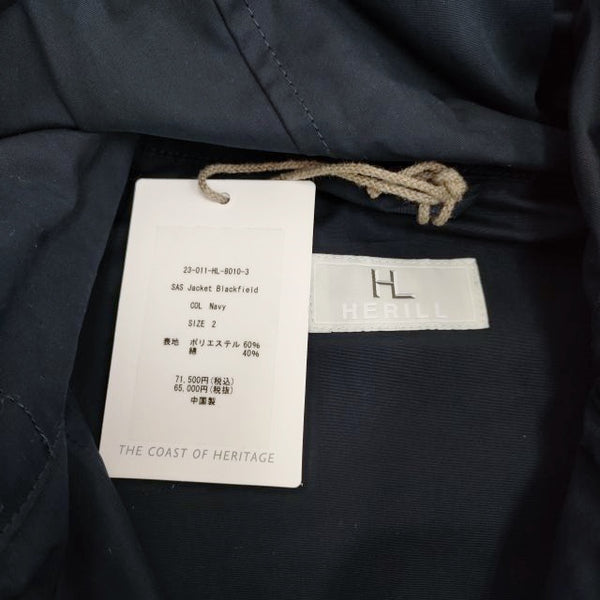 23-011-HL-8010-3
SAS Jacket Blackfield
COL Navy
SIZE 2
表地 ポリエステル 60%
綿 40%
71,500円(税込)
65,000円(税抜)
中国製
THE COAST OF HERITAGE
HL
HERILL